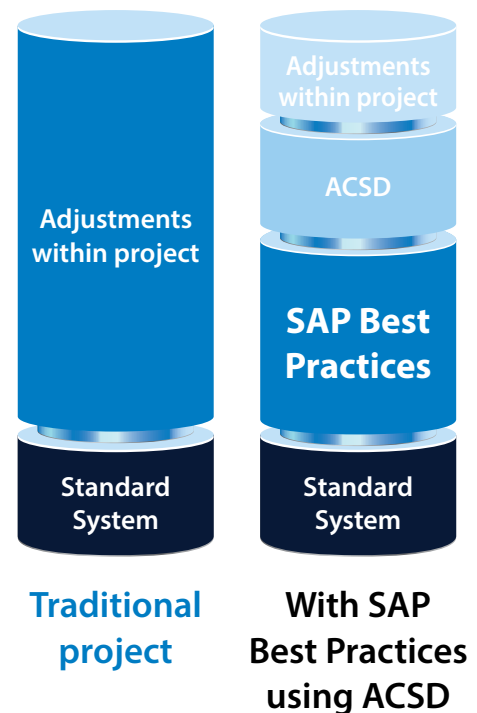 Adjustments
within project
Standard
System
Traditional
project
Adjustments
within project
ACSD
SAP Best
Practices
Standard
System
With SAP
Best Practices
using ACSD